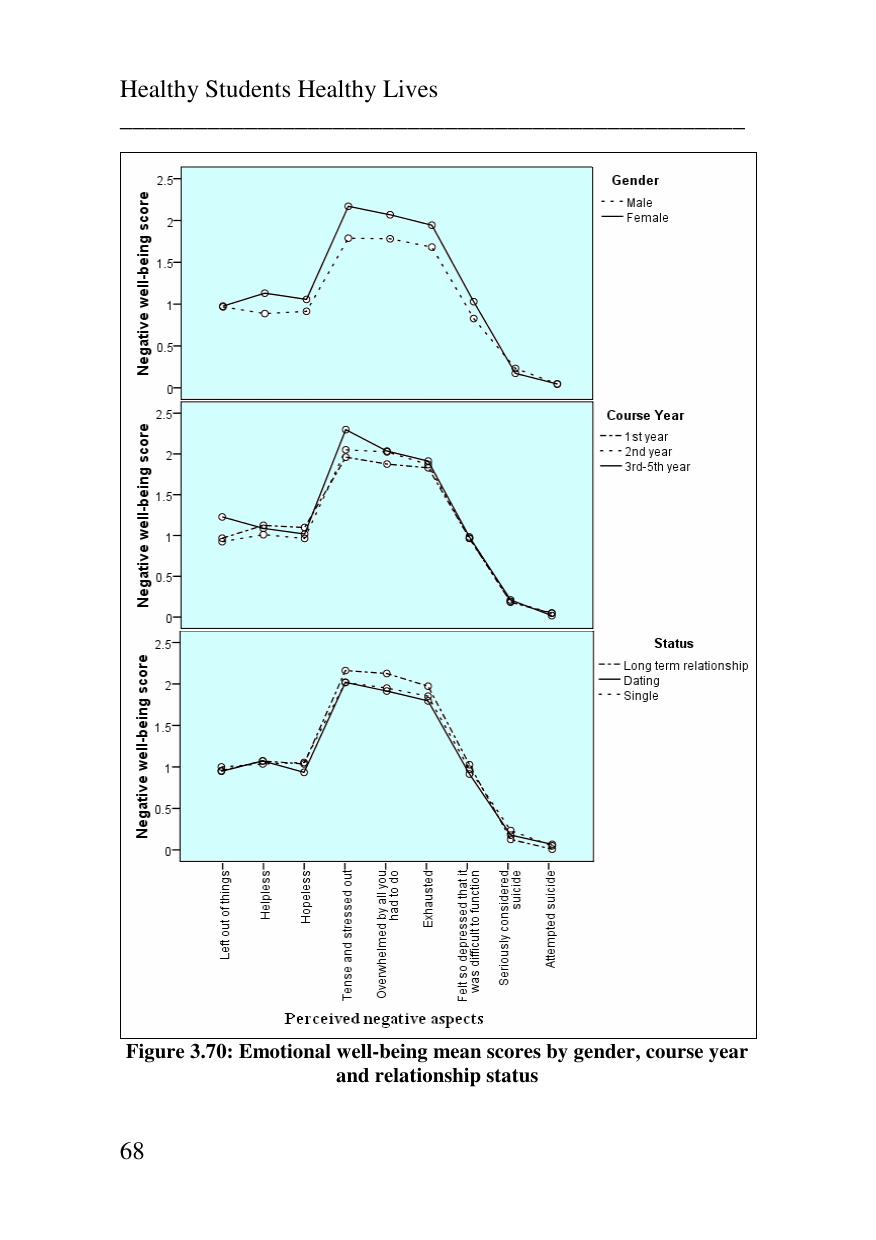 Healthy Students Healthy Lives
Negative well-being score
2.5
2
1.5
1
0.5
0
Gender
Male
Female
Negative well-being score
2.5
2
1.5
1
0.5
0
Course Year
1st year
2nd year
3rd-5th year
Negative well-being score
2.5
2
1.5
1
0.5
0
Status
Long term relationship
Dating
Single
Left out of things
Helpless
Hopeless
Tense and stressed out
Overwhelmed by all you
had to do
Exhausted
Felt so depressed that it
was difficult to function
Seriously considered
suicide
Attempted suicide
Perceived negative aspects
Figure 3.70: Emotional well-being mean scores by gender, course year
and relationship status
68